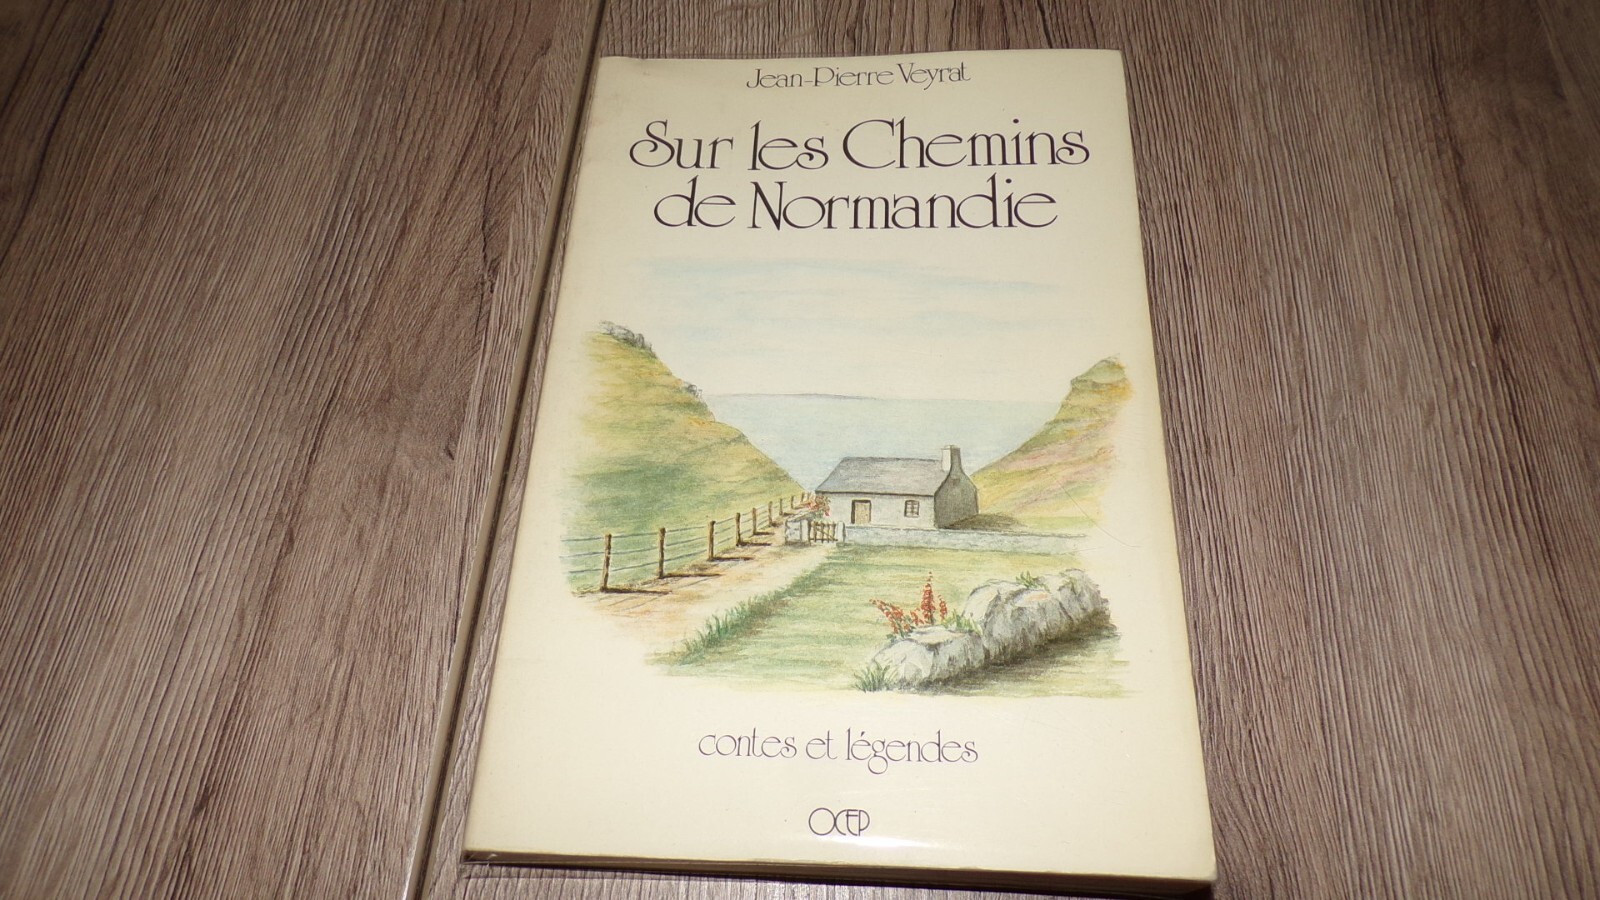 Jean-Pierre Veyrat
Sur les Chemins
de Normandie
contes et légendes
OCEP